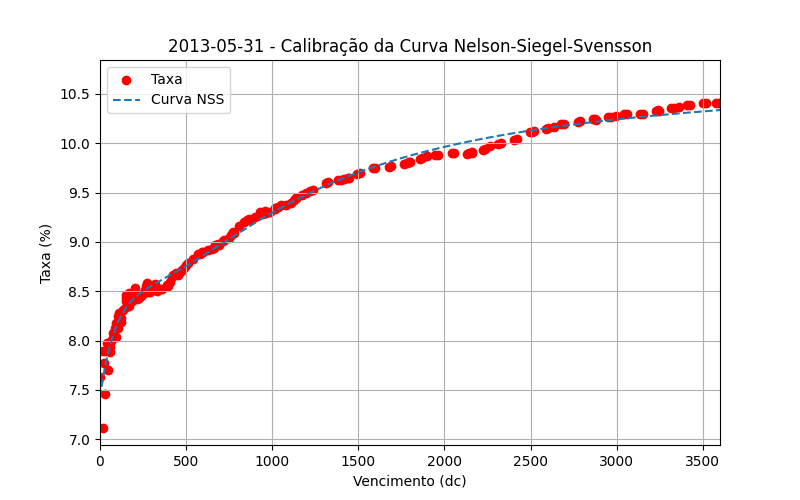 2013-05-31 - Calibração da Curva Nelson-Siegel-Svensson
Taxa
Curva NSS
Taxa (%)
10.5
10.0
9.5
9.0
8.5
8.0
7.5
7.0
0 500 1000 1500 2000 2500 3000 3500
Vencimento (dc)